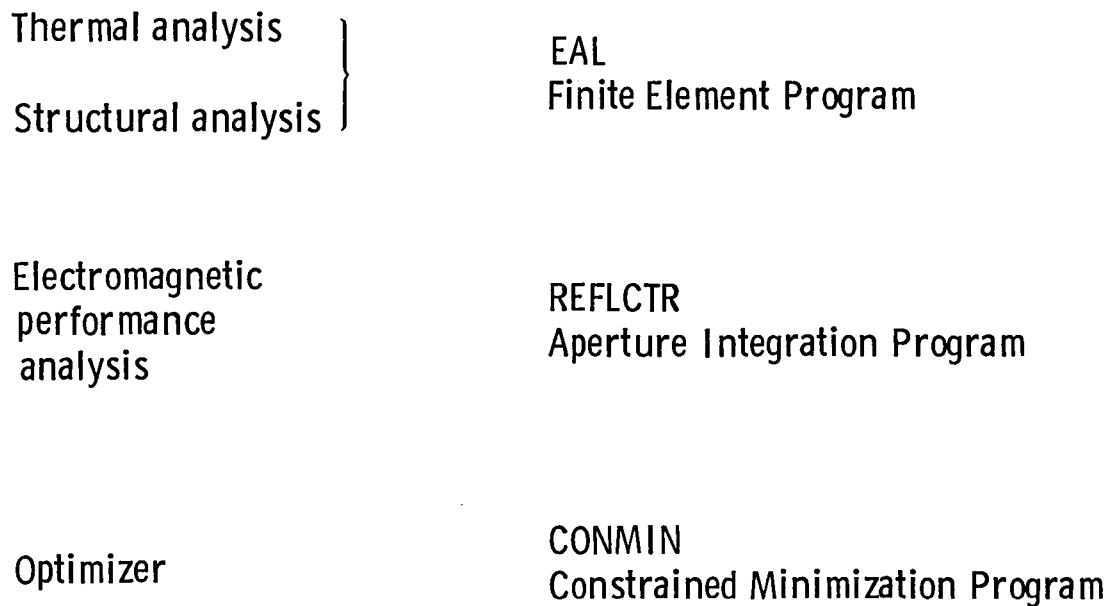 Thermal analysis
Structural analysis
EAL
Finite Element Program
Electromagnetic
performance
analysis
REFLCTR
Aperture Integration Program
Optimizer
CONMIN
Constrained Minimization Program